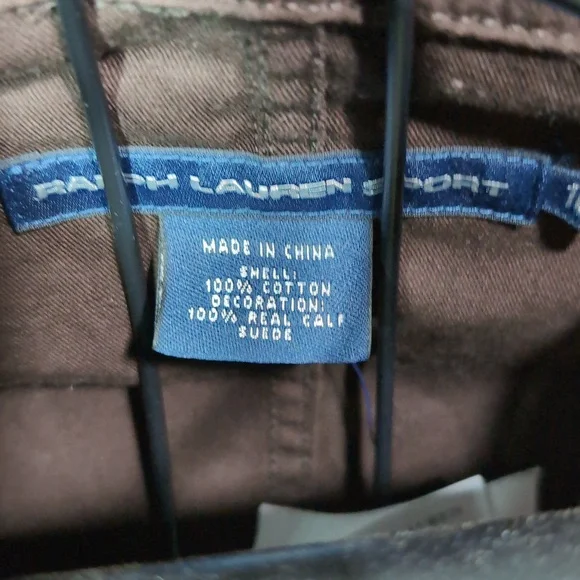 RALPH LAUREN SPORT
MADE IN CHINA
SHELL:
100% COTTON
DECORATION:
100% REAL CALF
SUEDE